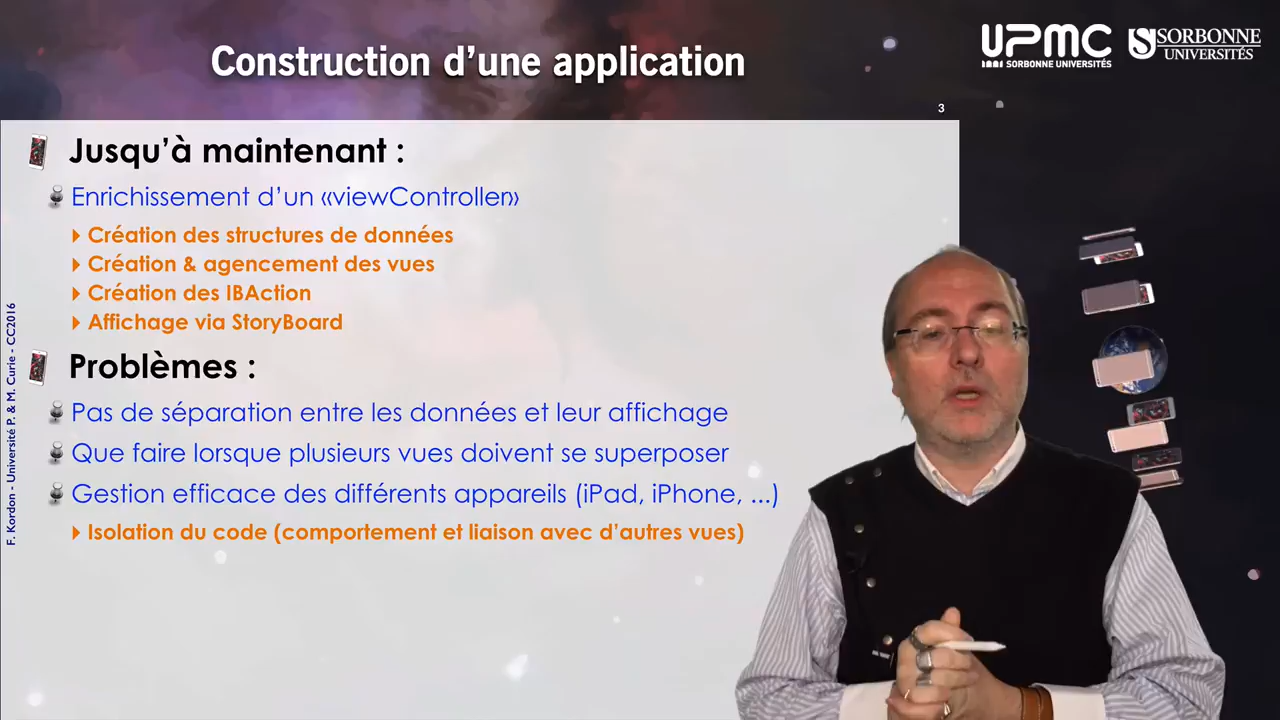 Construction d'une application
UPMC
SORBONNE UNIVERSITÉS
SORBONNE
UNIVERSITÉS
3
Jusqu'à maintenant :
Enrichissement d'un «viewController»
Création des structures de données
Création & agencement des vues
Création des IBAction
Affichage via StoryBoard
Problèmes :
Pas de séparation entre les données et leur affichage
Que faire lorsque plusieurs vues doivent se superposer
Gestion efficace des différents appareils (iPad, iPhone, ...)
Isolation du code (comportement et liaison avec d'autres vues)
F. Kordon - Université P. & M. Curie - CC2016